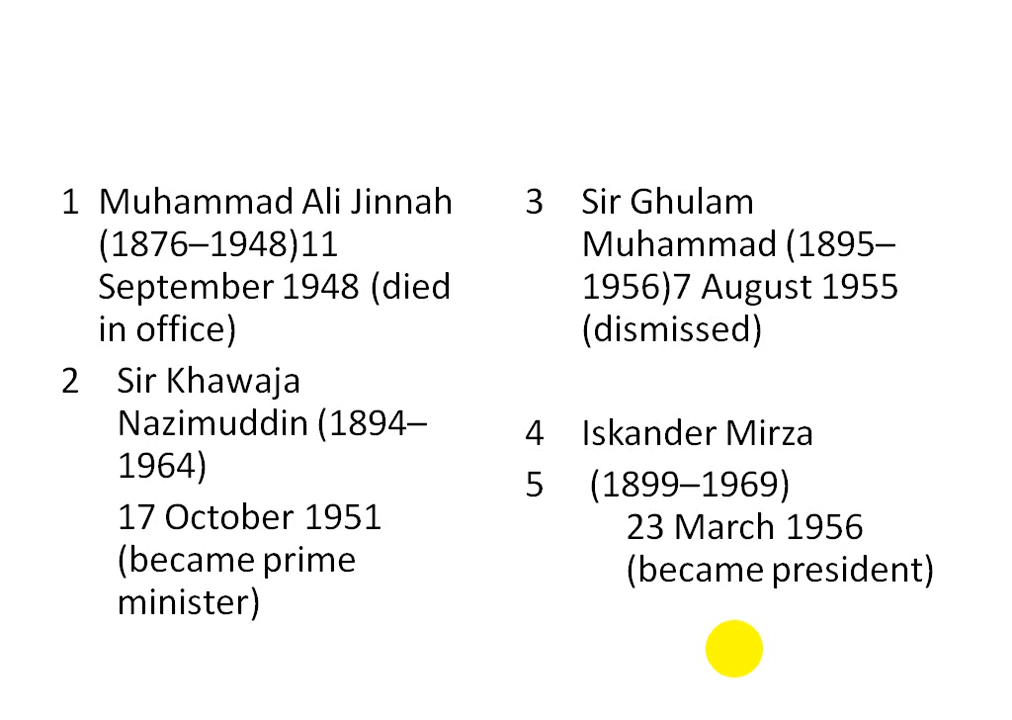 1 Muhammad Ali Jinnah
(1876–1948)11
September 1948 (died
in office)
2 Sir Khawaja
Nazimuddin (1894–
1964)
17 October 1951
(became prime
minister)
3 Sir Ghulam
Muhammad (1895–
1956)7 August 1955
(dismissed)
4 Iskander Mirza
5 (1899–1969)
23 March 1956
(became president)